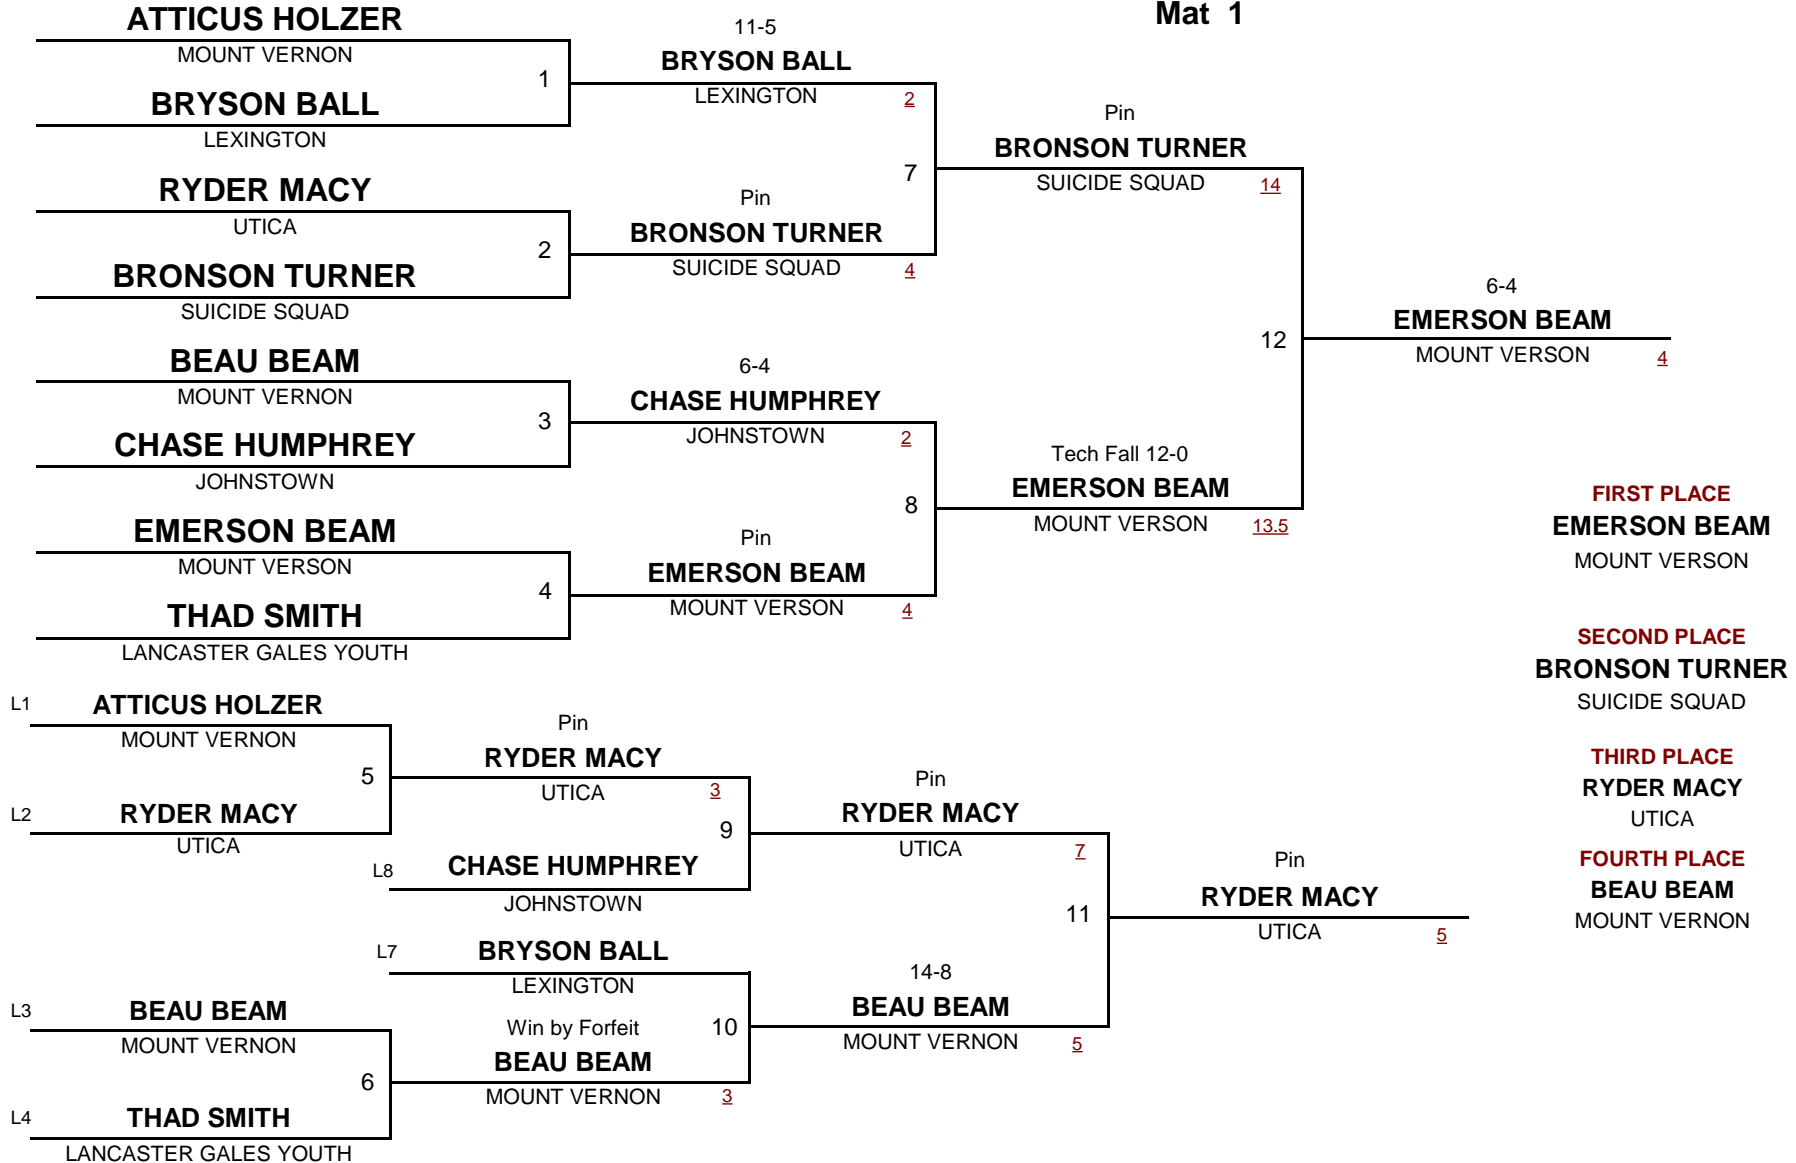 Mat 1
ATTICUS HOLZER
MOUNT VERNON
1
BRYSON BALL
LEXINGTON
RYDER MACY
UTICA
2
BRONSON TURNER
SUICIDE SQUAD
BEAU BEAM
MOUNT VERNON
3
CHASE HUMPHREY
JOHNSTOWN
EMERSON BEAM
MOUNT VERSON
4
THAD SMITH
LANCASTER GALES YOUTH
11-5
BRYSON BALL
LEXINGTON 2
7
Pin
BRONSON TURNER
SUICIDE SQUAD 4
6-4
CHASE HUMPHREY
JOHNSTOWN 2
8
Pin
EMERSON BEAM
MOUNT VERSON 4
Pin
BRONSON TURNER
SUICIDE SQUAD 14
12
Tech Fall 12-0
EMERSON BEAM
MOUNT VERSON 13.5
6-4
EMERSON BEAM
MOUNT VERSON 4
FIRST PLACE
EMERSON BEAM
MOUNT VERSON
SECOND PLACE
BRONSON TURNER
SUICIDE SQUAD
THIRD PLACE
RYDER MACY
UTICA
FOURTH PLACE
BEAU BEAM
MOUNT VERNON
L1 ATTICUS HOLZER
MOUNT VERNON
5
L2 RYDER MACY
UTICA
Pin
RYDER MACY
UTICA 3
9
L8 CHASE HUMPHREY
JOHNSTOWN
L7 BRYSON BALL
LEXINGTON
Win by Forfeit 10
BEAU BEAM
MOUNT VERNON 3
L3 BEAU BEAM
MOUNT VERNON
6
L4 THAD SMITH
LANCASTER GALES YOUTH
Pin
RYDER MACY
UTICA 7
11
14-8
BEAU BEAM
MOUNT VERNON 5
Pin
RYDER MACY
UTICA 5